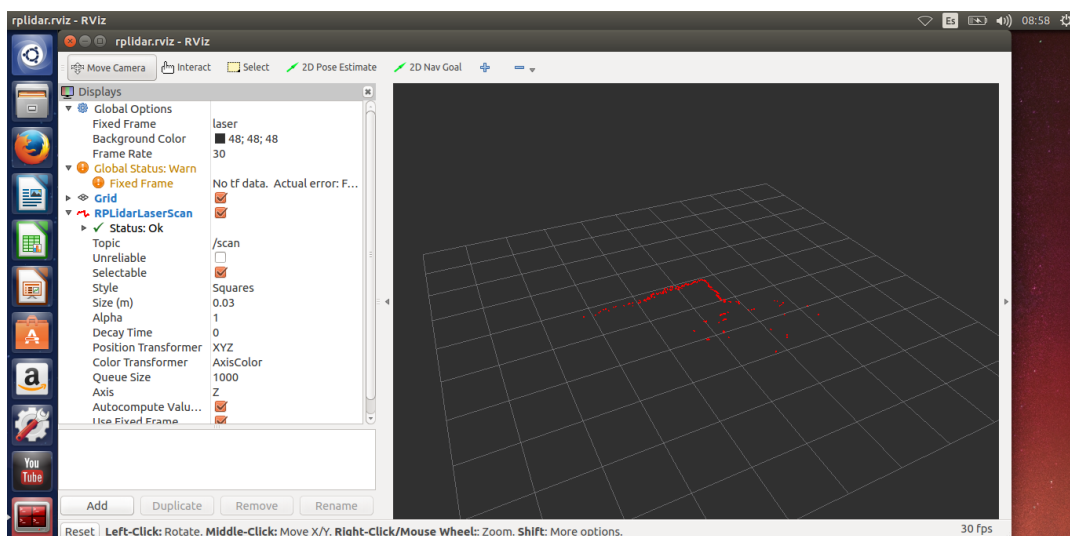 rplidar.rviz - RViz
Es 08:58
rplidar.rviz - RViz
Move Camera Interact Select 2D Pose Estimate 2D Nav Goal
Displays
Global Options
Fixed Frame laser
Background Color 48; 48; 48
Frame Rate 30
Global Status: Warn
Fixed Frame No tf data. Actual error: F...
Grid
RPLidarLaserScan
Status: Ok
Topic /scan
Unreliable
Selectable
Style Squares
Size (m) 0.03
Alpha 1
Decay Time 0
Position Transformer XYZ
Color Transformer AxisColor
Queue Size 1000
Axis Z
Autocompute Valu...
Use Fixed Frame
a
You
Tube
Add Duplicate Remove Rename
Reset Left-Click: Rotate. Middle-Click: Move X/Y. Right-Click/Mouse Wheel:: Zoom. Shift: More options. 30 fps